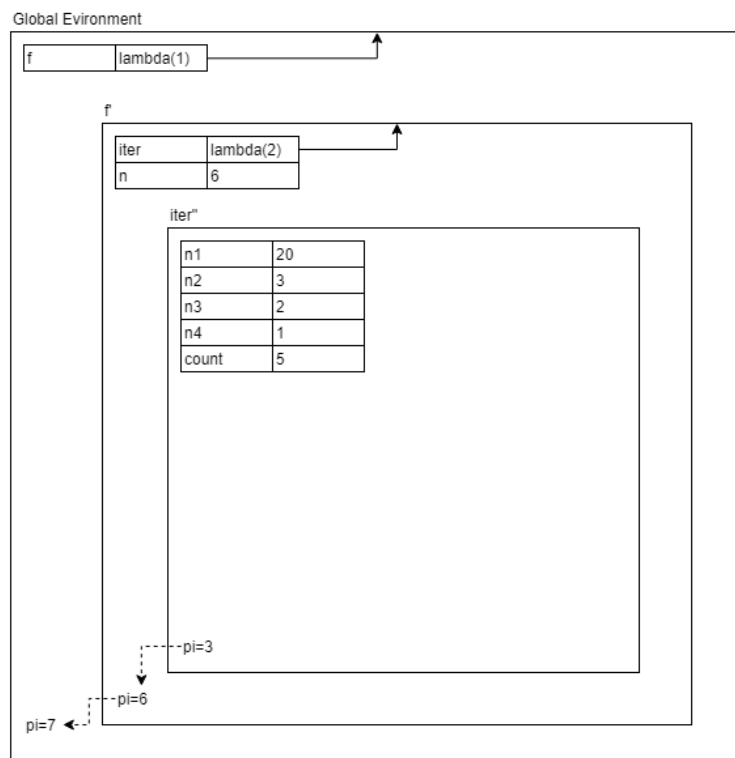 Global Evironment
f lambda(1)
f'
iter lambda(2)
n 6
iter''
n1 20
n2 3
n3 2
n4 1
count 5
pi=3
pi=6
pi=7